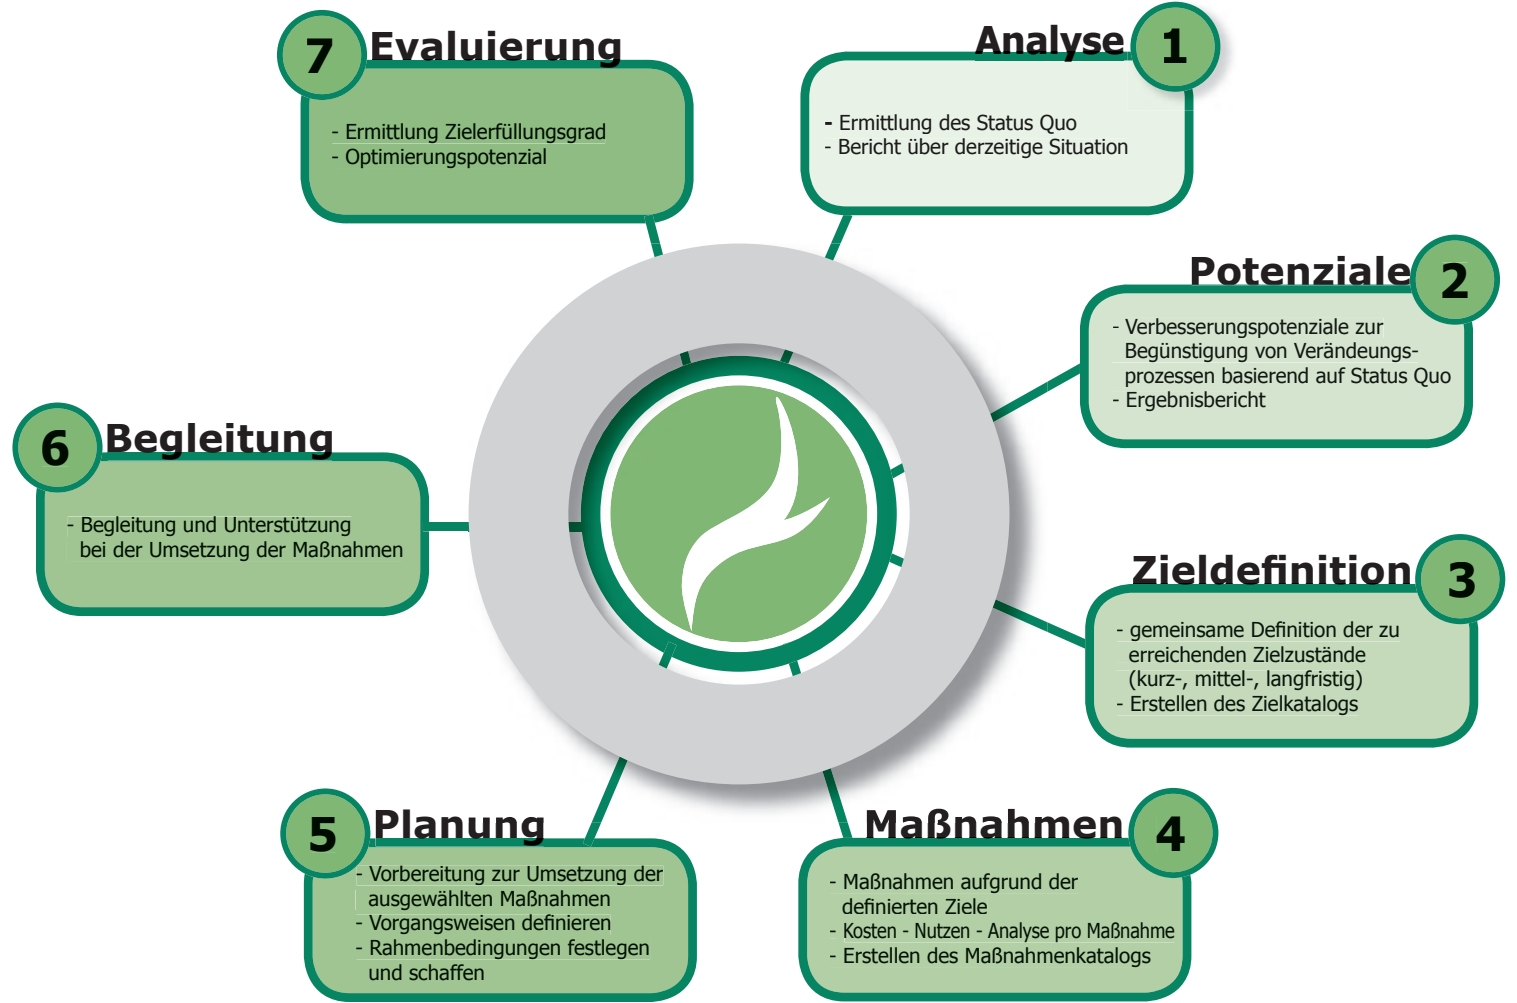 1
Analyse
- Ermittlung des Status Quo
- Bericht über derzeitige Situation
2
Potenziale
- Verbesserungspotenziale zur
Begünstigung von Verändeungs-
prozessen basierend auf Status Quo
- Ergebnisbericht
3
Zieldefinition
- gemeinsame Definition der zu
erreichenden Zielzustände
(kurz-, mittel-, langfristig)
- Erstellen des Zielkatalogs
4
Maßnahmen
- Maßnahmen aufgrund der
definierten Ziele
- Kosten - Nutzen - Analyse pro Maßnahme
- Erstellen des Maßnahmenkatalogs
5
Planung
- Vorbereitung zur Umsetzung der
ausgewählten Maßnahmen
- Vorgangsweisen definieren
- Rahmenbedingungen festlegen
und schaffen
6
Begleitung
- Begleitung und Unterstützung
bei der Umsetzung der Maßnahmen
7
Evaluierung
- Ermittlung Zielerfüllungsgrad
- Optimierungspotenzial